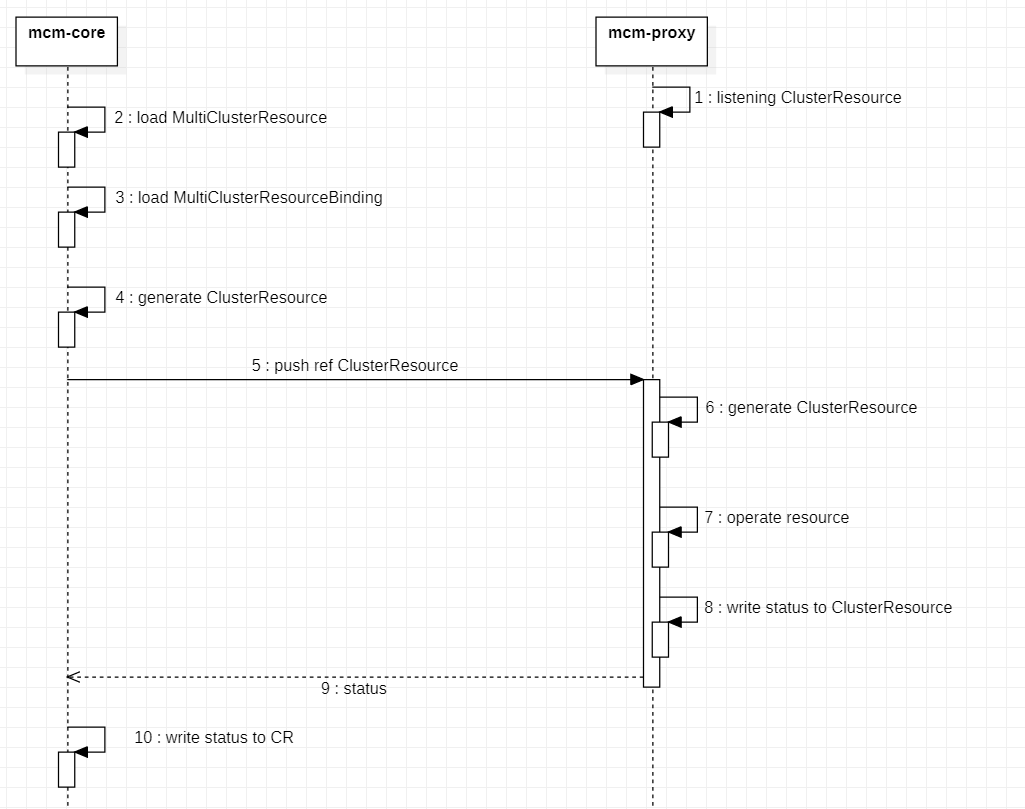 mcm-core
mcm-proxy
1 : listening ClusterResource
2 : load MultiClusterResource
3 : load MultiClusterResourceBinding
4 : generate ClusterResource
5 : push ref ClusterResource
6 : generate ClusterResource
7 : operate resource
8 : write status to ClusterResource
9 : status
10 : write status to CR